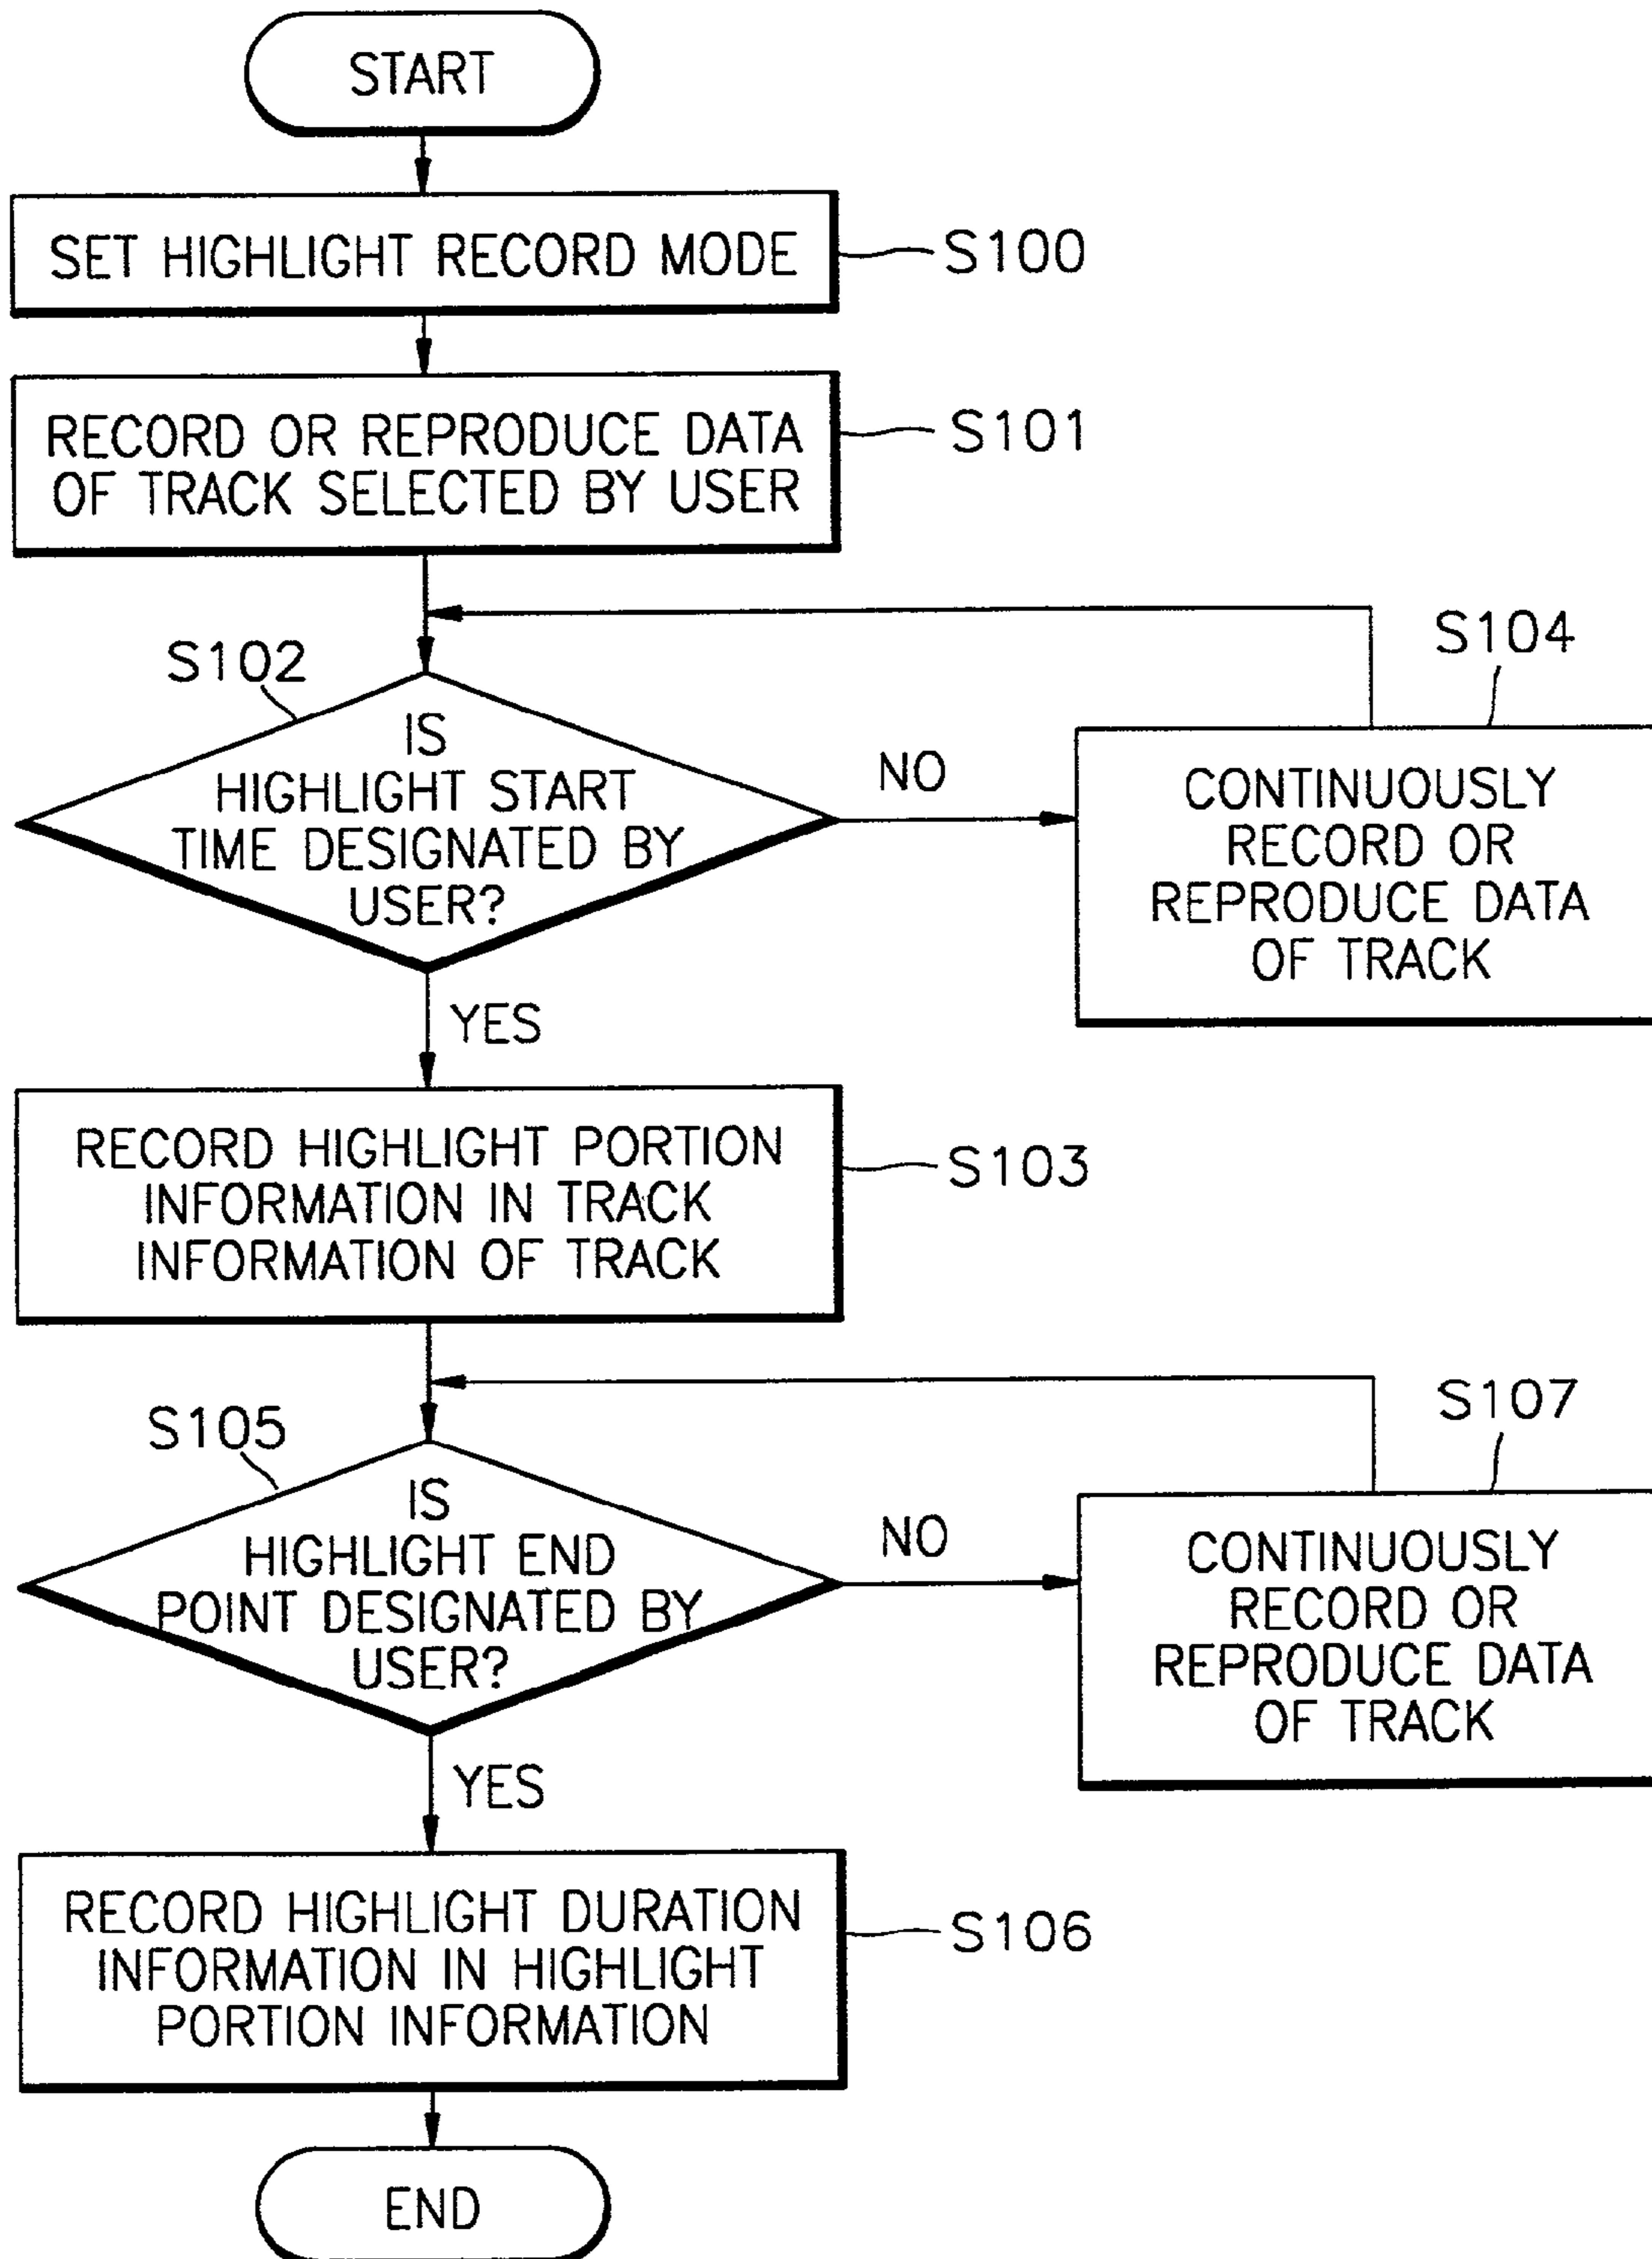 START
SET HIGHLIGHT RECORD MODE
S100
RECORD OR REPRODUCE DATA
OF TRACK SELECTED BY USER
S101
S102
IS
HIGHLIGHT START
TIME DESIGNATED BY
USER?
NO
S104
CONTINUOUSLY
RECORD OR
REPRODUCE DATA
OF TRACK
YES
RECORD HIGHLIGHT PORTION
INFORMATION IN TRACK
INFORMATION OF TRACK
S103
S105
IS
HIGHLIGHT END
POINT DESIGNATED BY
USER?
NO
S107
CONTINUOUSLY
RECORD OR
REPRODUCE DATA
OF TRACK
YES
RECORD HIGHLIGHT DURATION
INFORMATION IN HIGHLIGHT
PORTION INFORMATION
S106
END